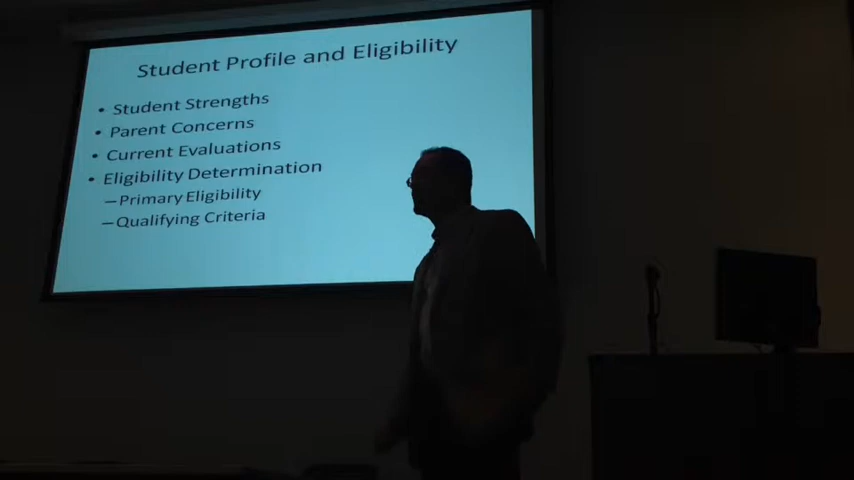 Student Profile and Eligibility
• Student Strengths
• Parent Concerns
• Current Evaluations
• Eligibility Determination
–Primary Eligibility
–Qualifying Criteria